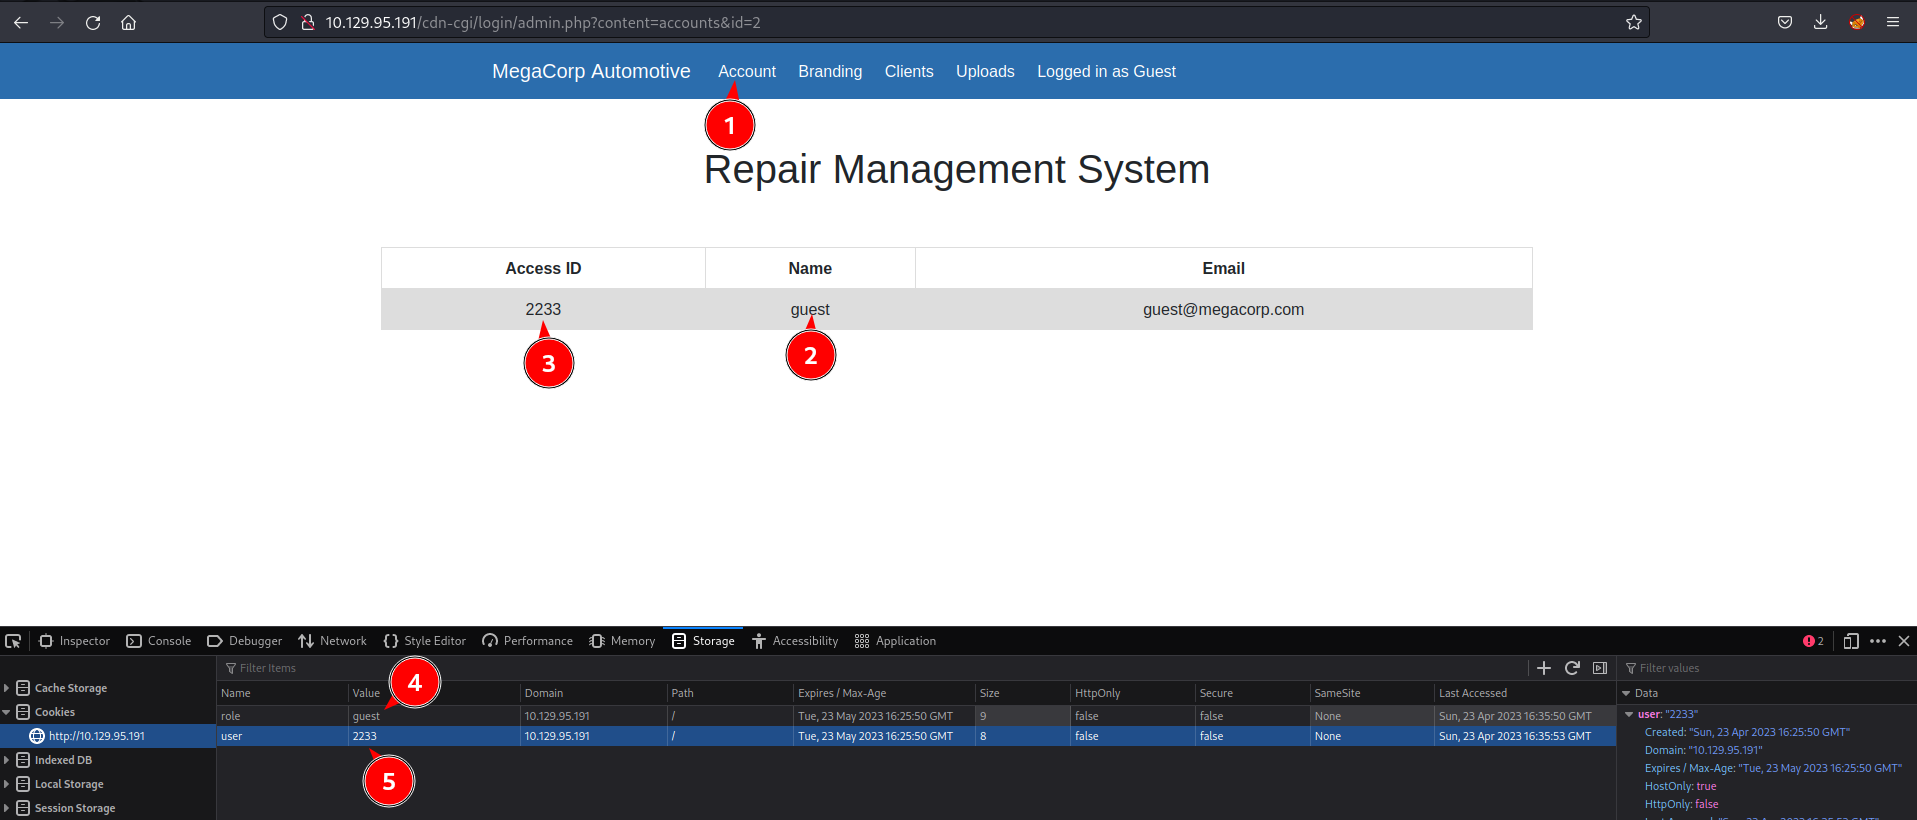 10.129.95.191/cdn-cgi/login/admin.php?content=accounts&id=2
MegaCorp Automotive Account Branding Clients Uploads Logged in as Guest
1
Repair Management System
Access ID Name Email
2233 guest guest@megacorp.com
3 2
Inspector Console Debugger Network Style Editor Performance Memory Storage Accessibility Application 2
Filter Items Filter values
4
Cache Storage
Cookies
http://10.129.95.191
Indexed DB
Local Storage
Session Storage
Name Value Domain Path Expires / Max-Age Size HttpOnly Secure SameSite Last Accessed
role guest 10.129.95.191 / Tue, 23 May 2023 16:25:50 GMT 9 false false None Sun, 23 Apr 2023 16:35:50 GMT
user 2233 10.129.95.191 / Tue, 23 May 2023 16:25:50 GMT 8 false false None Sun, 23 Apr 2023 16:35:53 GMT
5
Data
user: "2233"
Created: "Sun, 23 Apr 2023 16:25:50 GMT"
Domain: "10.129.95.191"
Expires / Max-Age: "Tue, 23 May 2023 16:25:50 GMT"
HostOnly: true
HttpOnly: false